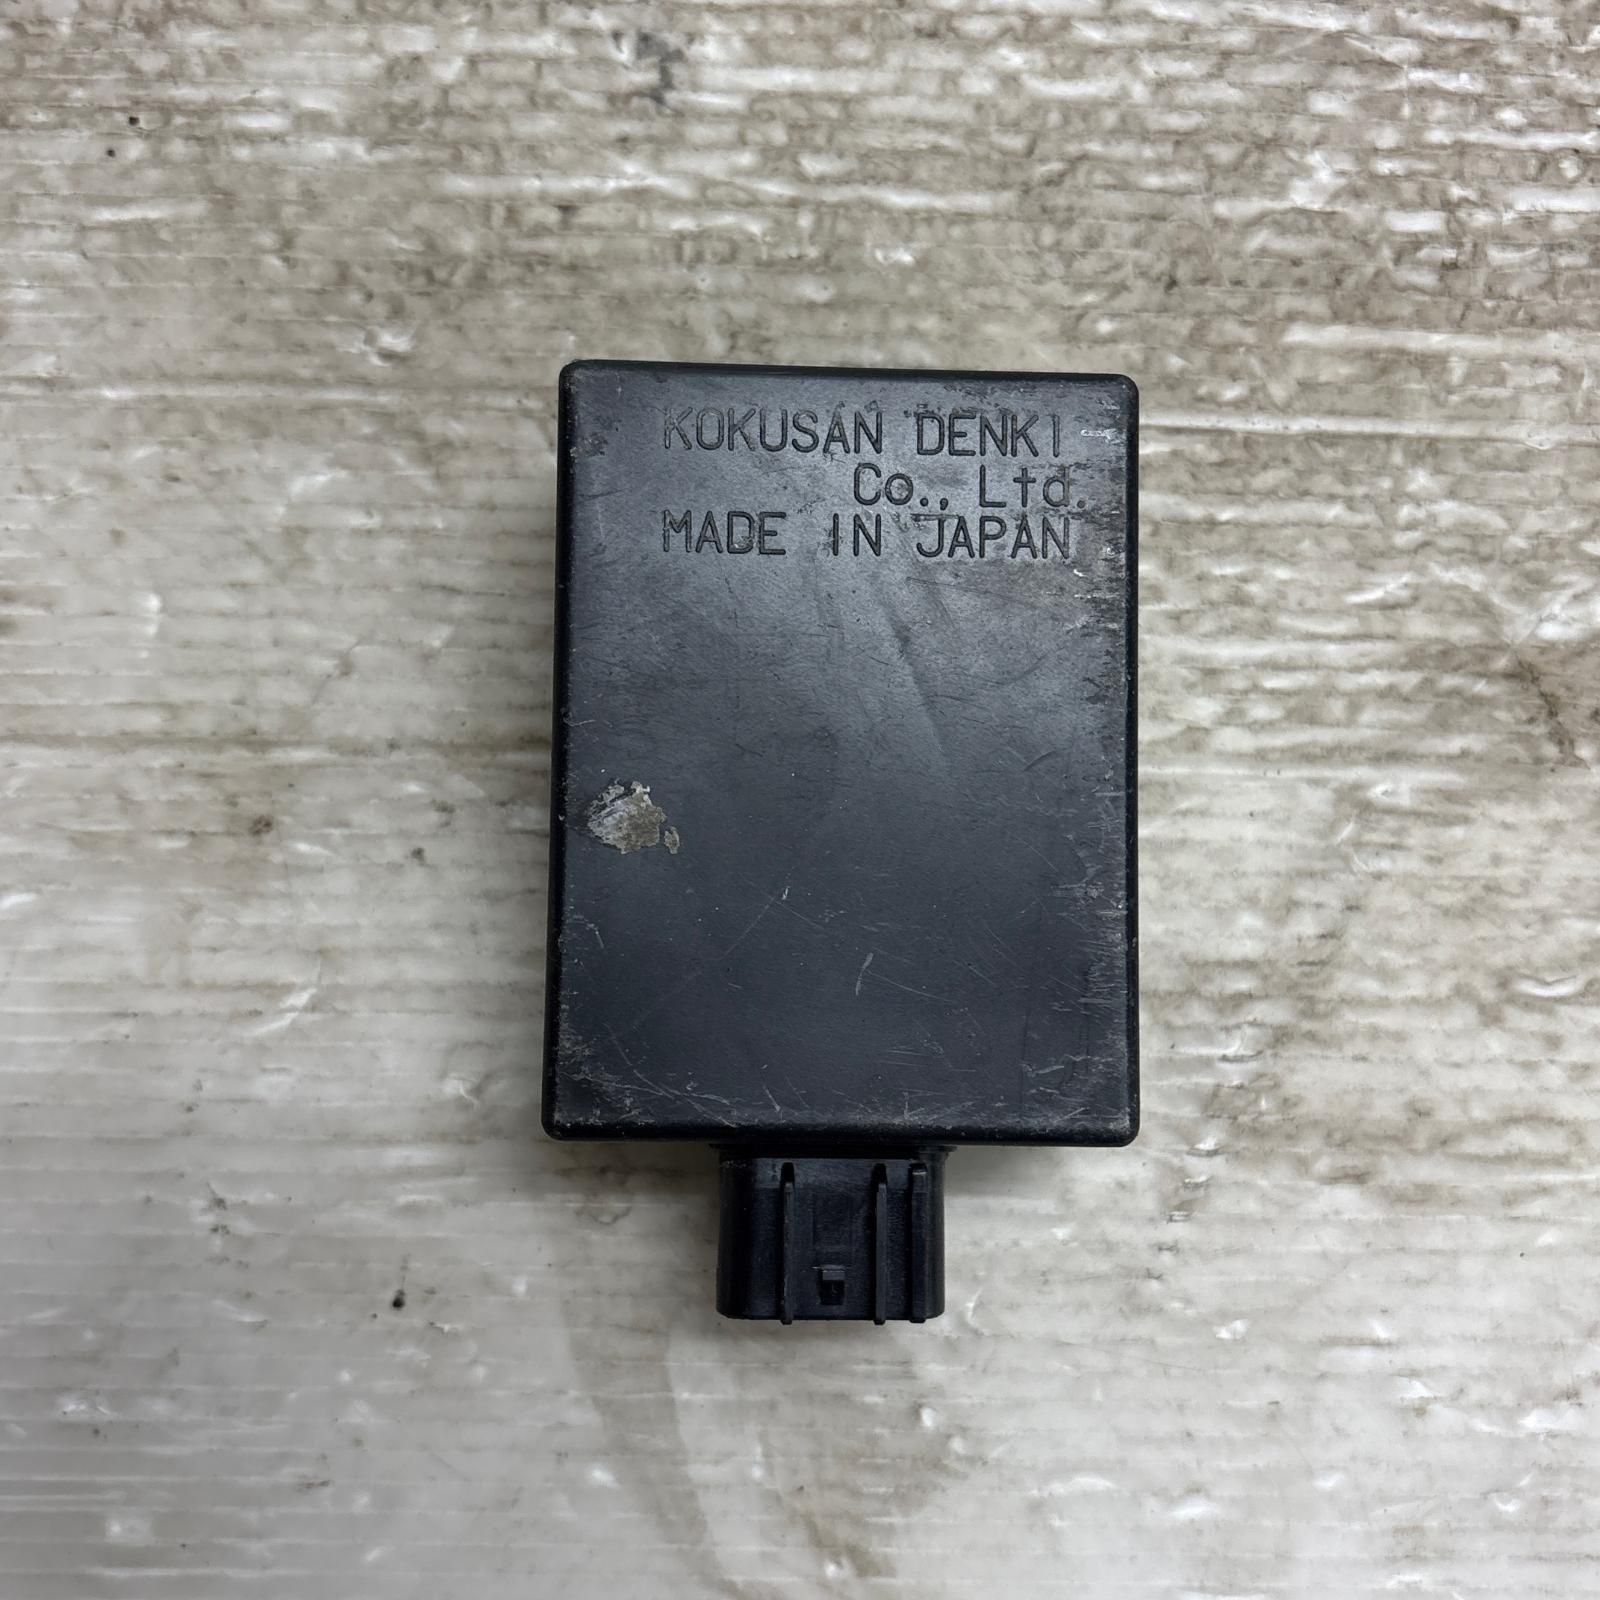 KOKUSAN DENKI
Co., Ltd.
MADE IN JAPAN